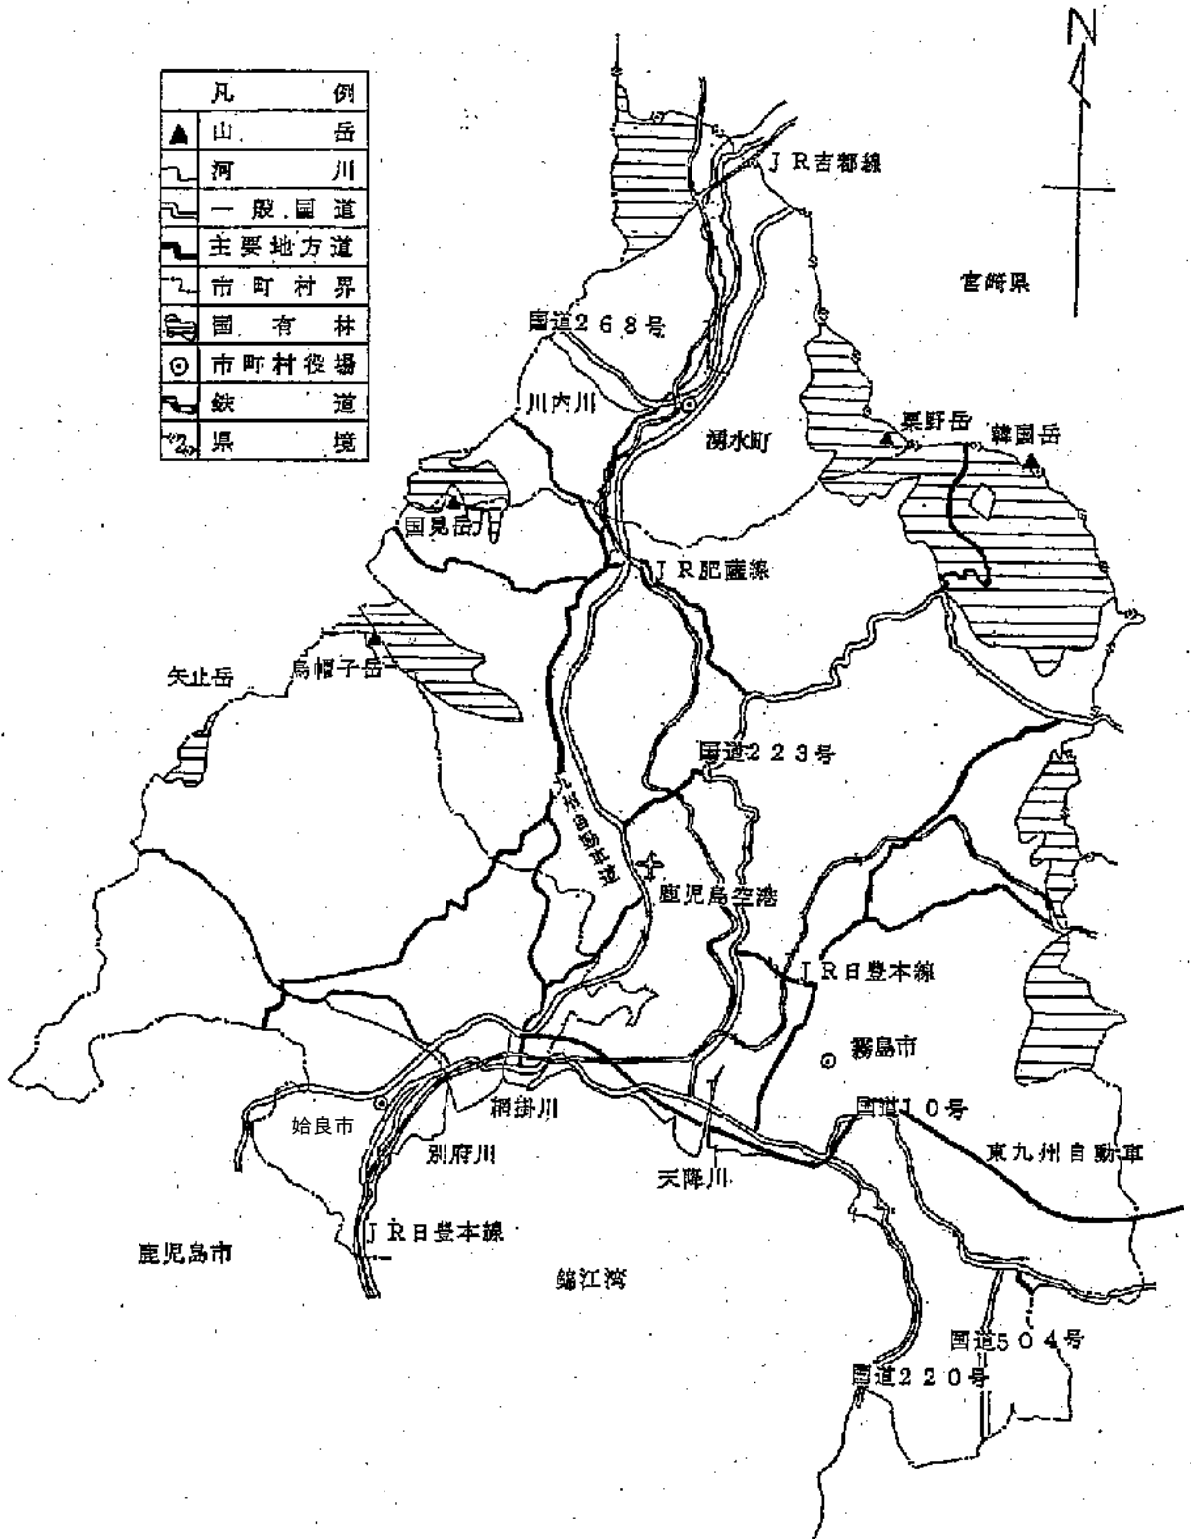 N
凡例
山岳
河川
一般国道
主要地方道
市町村界
国有林
市町村役場
鉄道
県境
JR吉都線
宮崎県
国道268号
川内川
湧水町
栗野岳
韓国岳
国見岳
JR肥薩線
矢止岳
烏帽子岳
国道223号
鹿児島空港
JR日豊本線
霧島市
国道10号
網掛川
姶良市
別府川
天降川
東九州自動車
JR日豊本線
鹿児島市
錦江湾
国道504号
国道220号